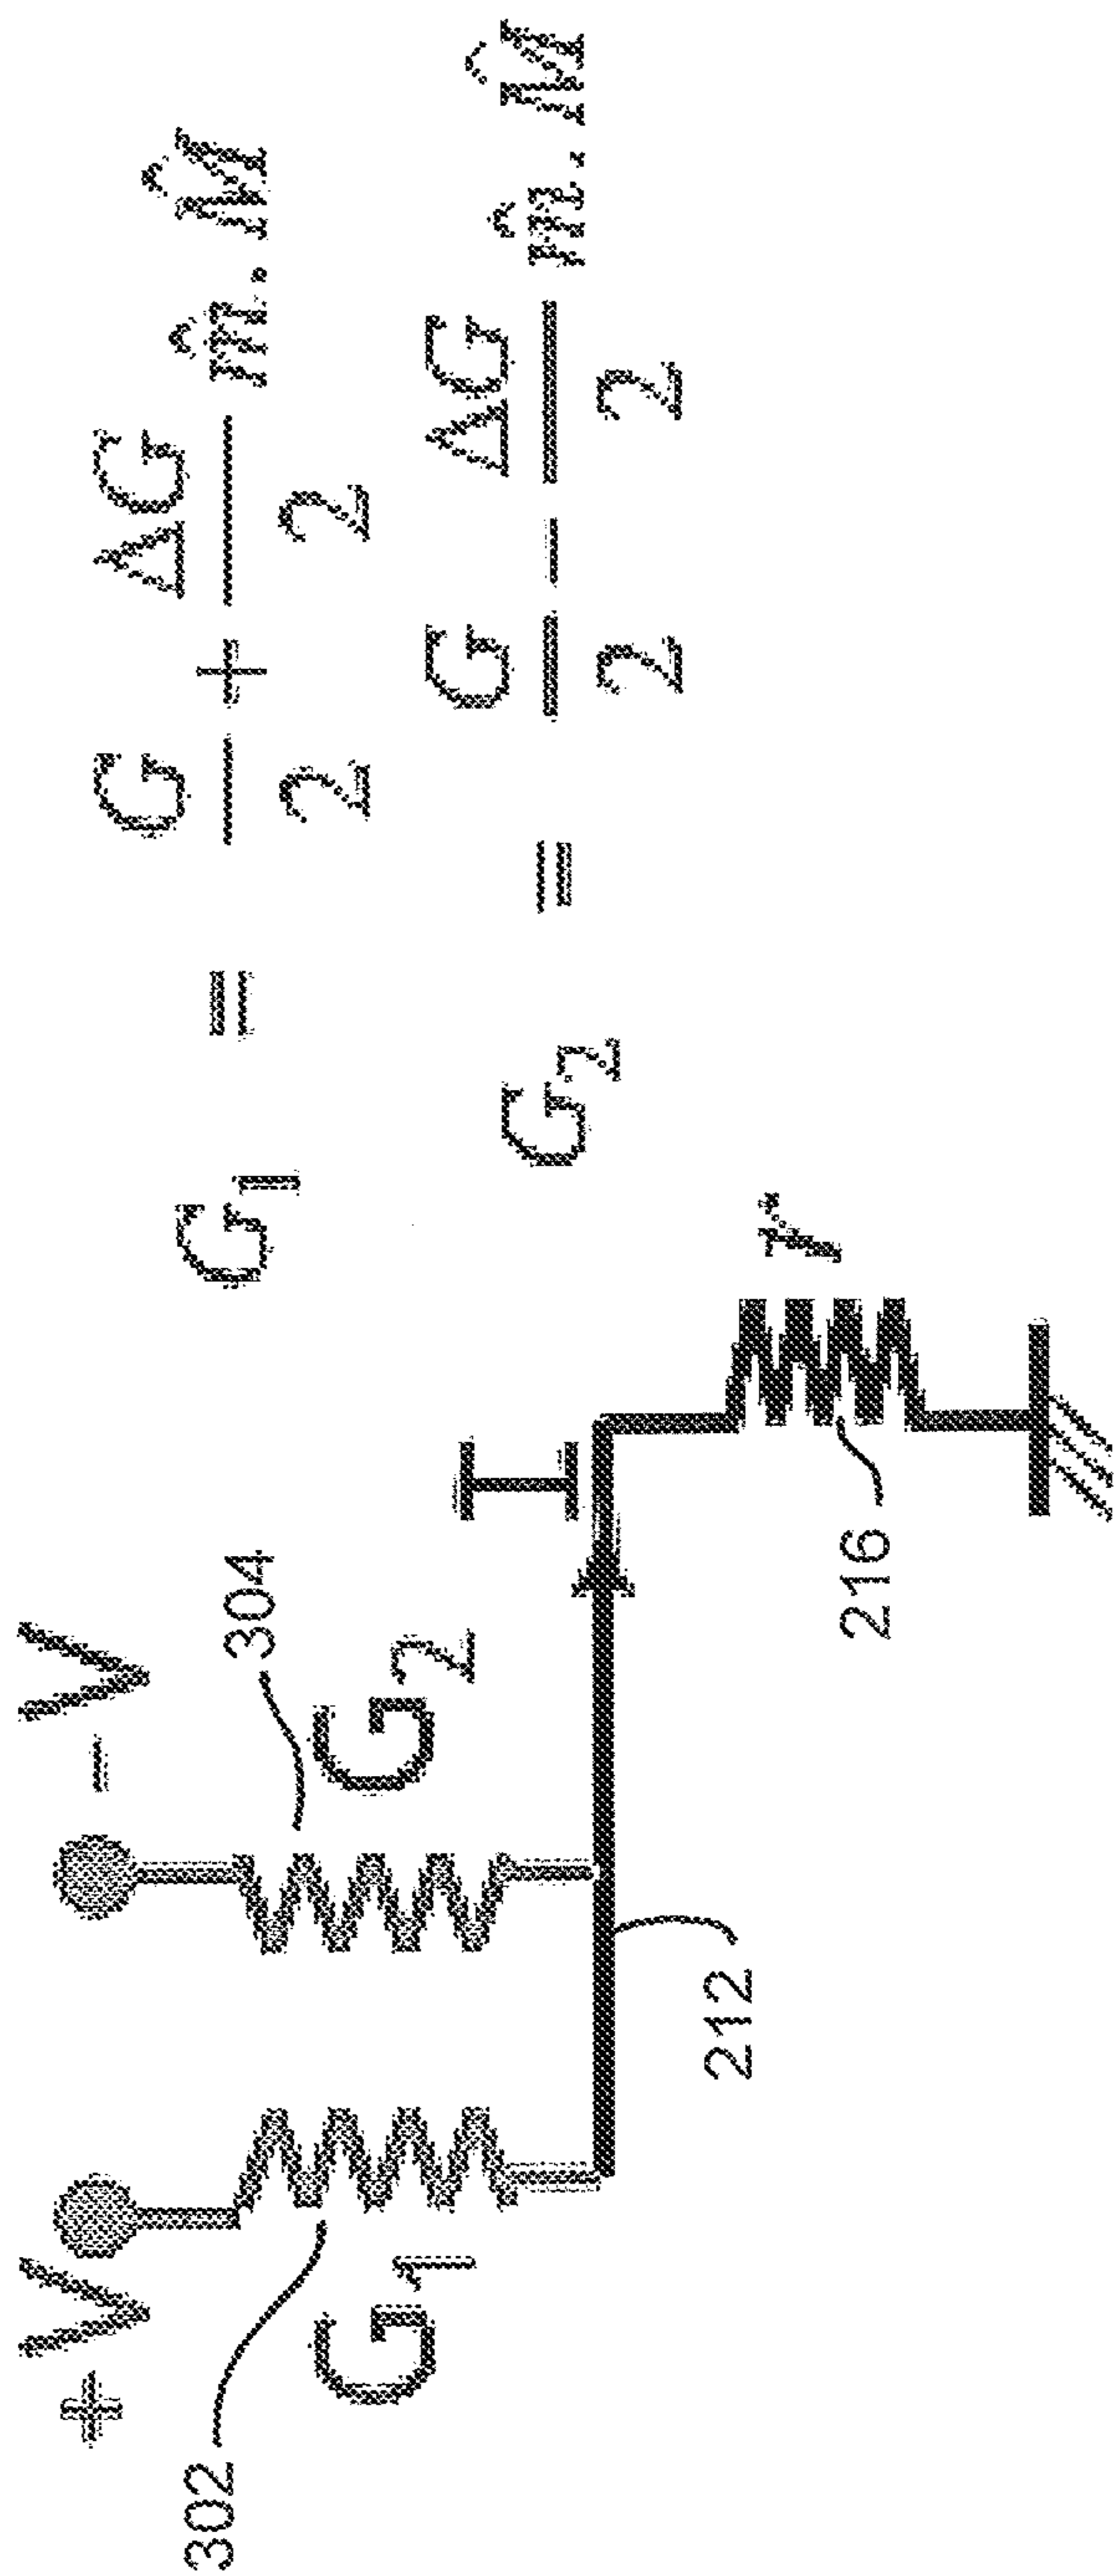 +V
−V
302
304
G₁
G₂
I
212
216
r
G₁ = G/2 + ΔG/2 m̂ . M̂
G₂ = G/2 − ΔG/2 m̂ . M̂